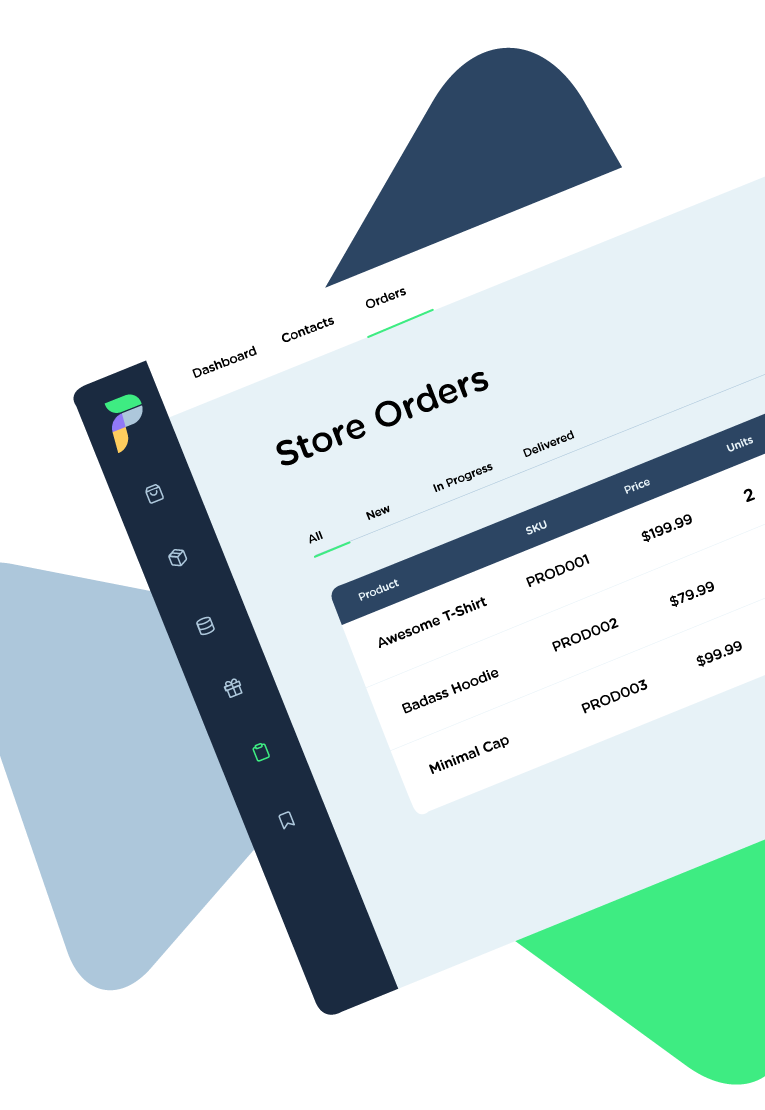 Dashboard Contacts Orders
Store Orders
All New In Progress Delivered
Product SKU Price Units
Awesome T-Shirt PROD001 $199.99 2
Badass Hoodie PROD002 $79.99
Minimal Cap PROD003 $99.99